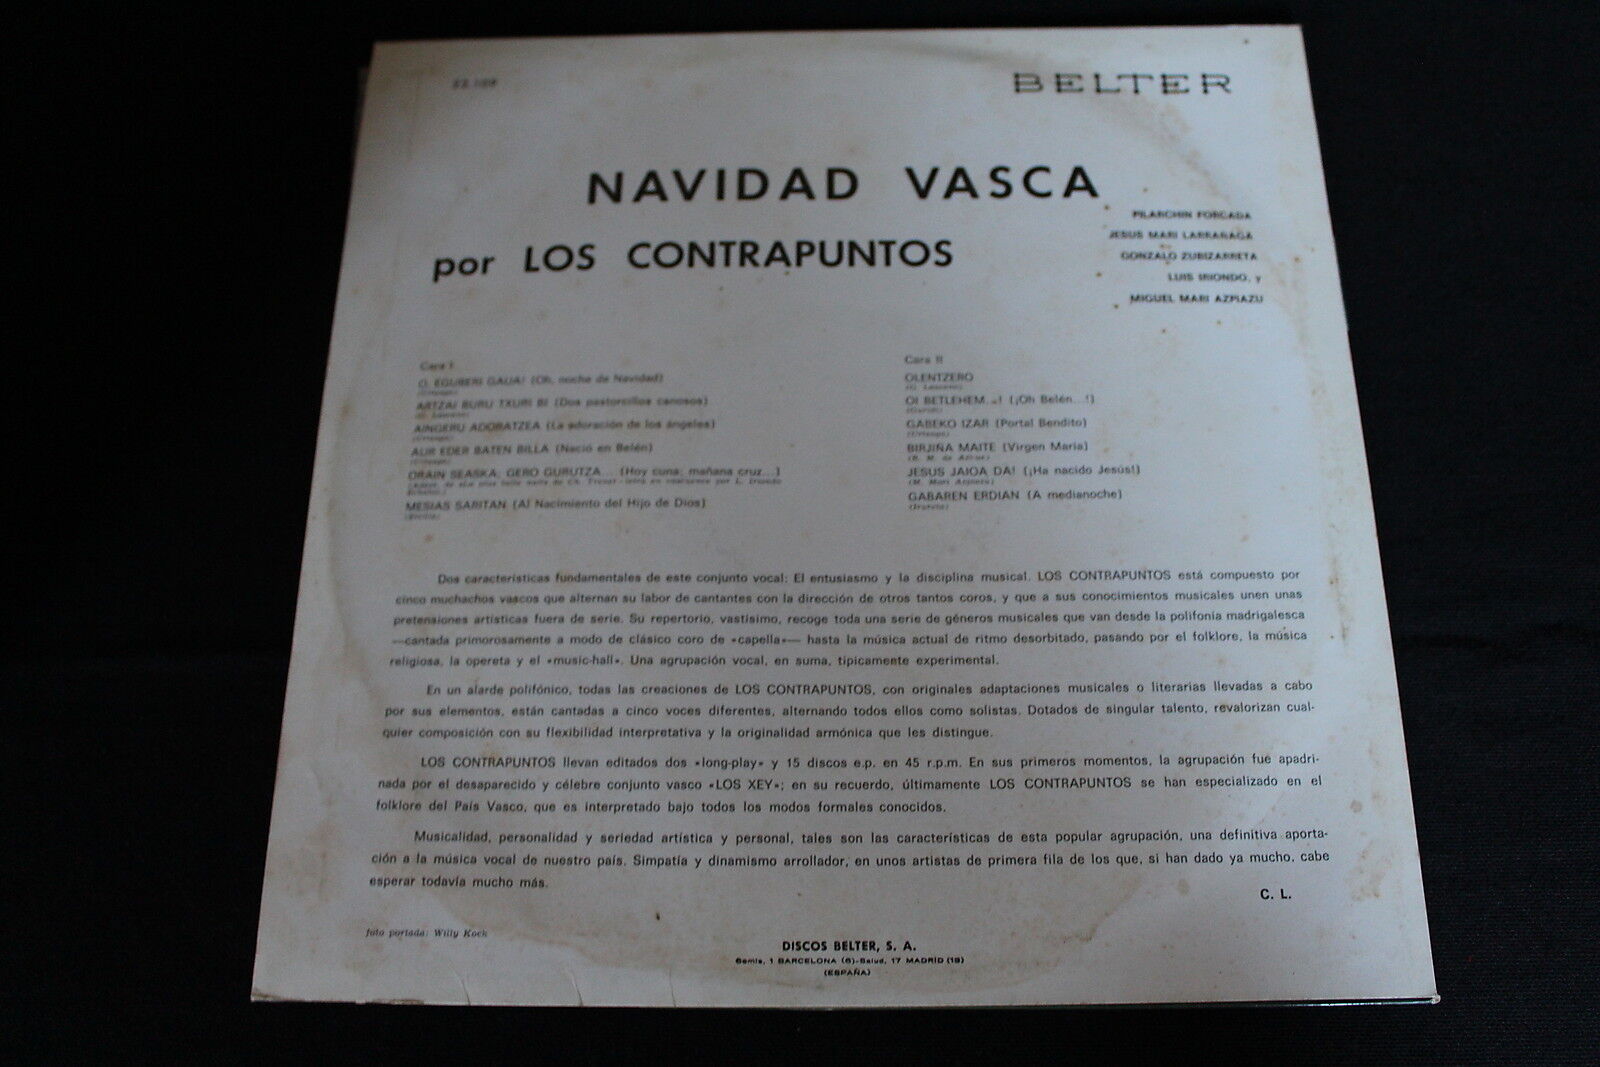 BELTER
NAVIDAD VASCA
por LOS CONTRAPUNTOS
PILARCHIN FORCADA
JESUS MARI LARRARAGA
GONZALO ZUBIZARRETA
LUIS IRIONDO, y
MIGUEL MARI AZPIAZU
Cara I
O. EGUBERI GAUA! (Oh, noche de Navidad)
ARTZAI BURU TXURI BI (Dos pastorcillos canosos)
AINGERU ADORATZEA (La adoración de los ángeles)
AUR EDER BATEN BILLA (Nació en Belén)
ORAIN SEASKA; GERO GURUTZA... (Hoy cuna; mañana cruz...)
MESIAS SARITAN (Al Nacimiento del Hijo de Dios)
Cara II
OLENTZERO
OI BETLEHEM...! (¡Oh Belén...!)
GABEKO IZAR (Portal Bendito)
BIRJIÑA MAITE (Virgen María)
JESUS JAIOA DA! (¡Ha nacido Jesús!)
GABAREN ERDIAN (A medianoche)
Dos características fundamentales de este conjunto vocal: El entusiasmo y la disciplina musical. LOS CONTRAPUNTOS está compuesto por
cinco muchachos vascos que alternan su labor de cantantes con la dirección de otros tantos coros, y que a sus conocimientos musicales unen unas
pretensiones artísticas fuera de serie. Su repertorio, vastísimo, recoge toda una serie de géneros musicales que van desde la polifonía madrigalesca
—cantada primorosamente a modo de clásico coro de «capella»— hasta la música actual de ritmo desorbitado, pasando por el folklore, la música
religiosa, la opereta y el «music-hall». Una agrupación vocal, en suma, típicamente experimental.
En un alarde polifónico, todas las creaciones de LOS CONTRAPUNTOS, con originales adaptaciones musicales o literarias llevadas a cabo
por sus elementos, están cantadas a cinco voces diferentes, alternando todos ellos como solistas. Dotados de singular talento, revalorizan cual-
quier composición con su flexibilidad interpretativa y la originalidad armónica que les distingue.
LOS CONTRAPUNTOS llevan editados dos «long-play» y 15 discos e.p. en 45 r.p.m. En sus primeros momentos, la agrupación fue apadri-
nada por el desaparecido y célebre conjunto vasco «LOS XEY»; en su recuerdo, últimamente LOS CONTRAPUNTOS se han especializado en el
folklore del País Vasco, que es interpretado bajo todos los modos formales conocidos.
Musicalidad, personalidad y seriedad artística y personal, tales son las características de esta popular agrupación, una definitiva aporta-
ción a la música vocal de nuestro país. Simpatía y dinamismo arrollador, en unos artistas de primera fila de los que, si han dado ya mucho, cabe
esperar todavía mucho más.
C. L.
foto portada: Willy Kock
DISCOS BELTER, S. A.
Gomis, 1 BARCELONA (6)-Salud, 17 MADRID (19)
(ESPAÑA)